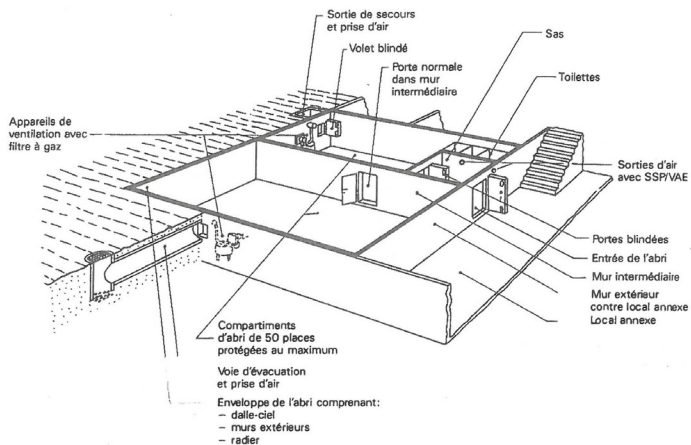 Sortie de secours
et prise d'air
Volet blindé
Porte normale
dans mur
intermédiaire
Sas
Toilettes
Appareils de
ventilation avec
filtre à gaz
Sorties d'air
avec SSP/VAE
Portes blindées
Entrée de l'abri
Mur intermédiaire
Mur extérieur
contre local annexe
Local annexe
Compartiments
d'abri de 50 places
protégées au maximum
Voie d'évacuation
et prise d'air
Enveloppe de l'abri comprenant:
– dalle-ciel
– murs extérieurs
– radier